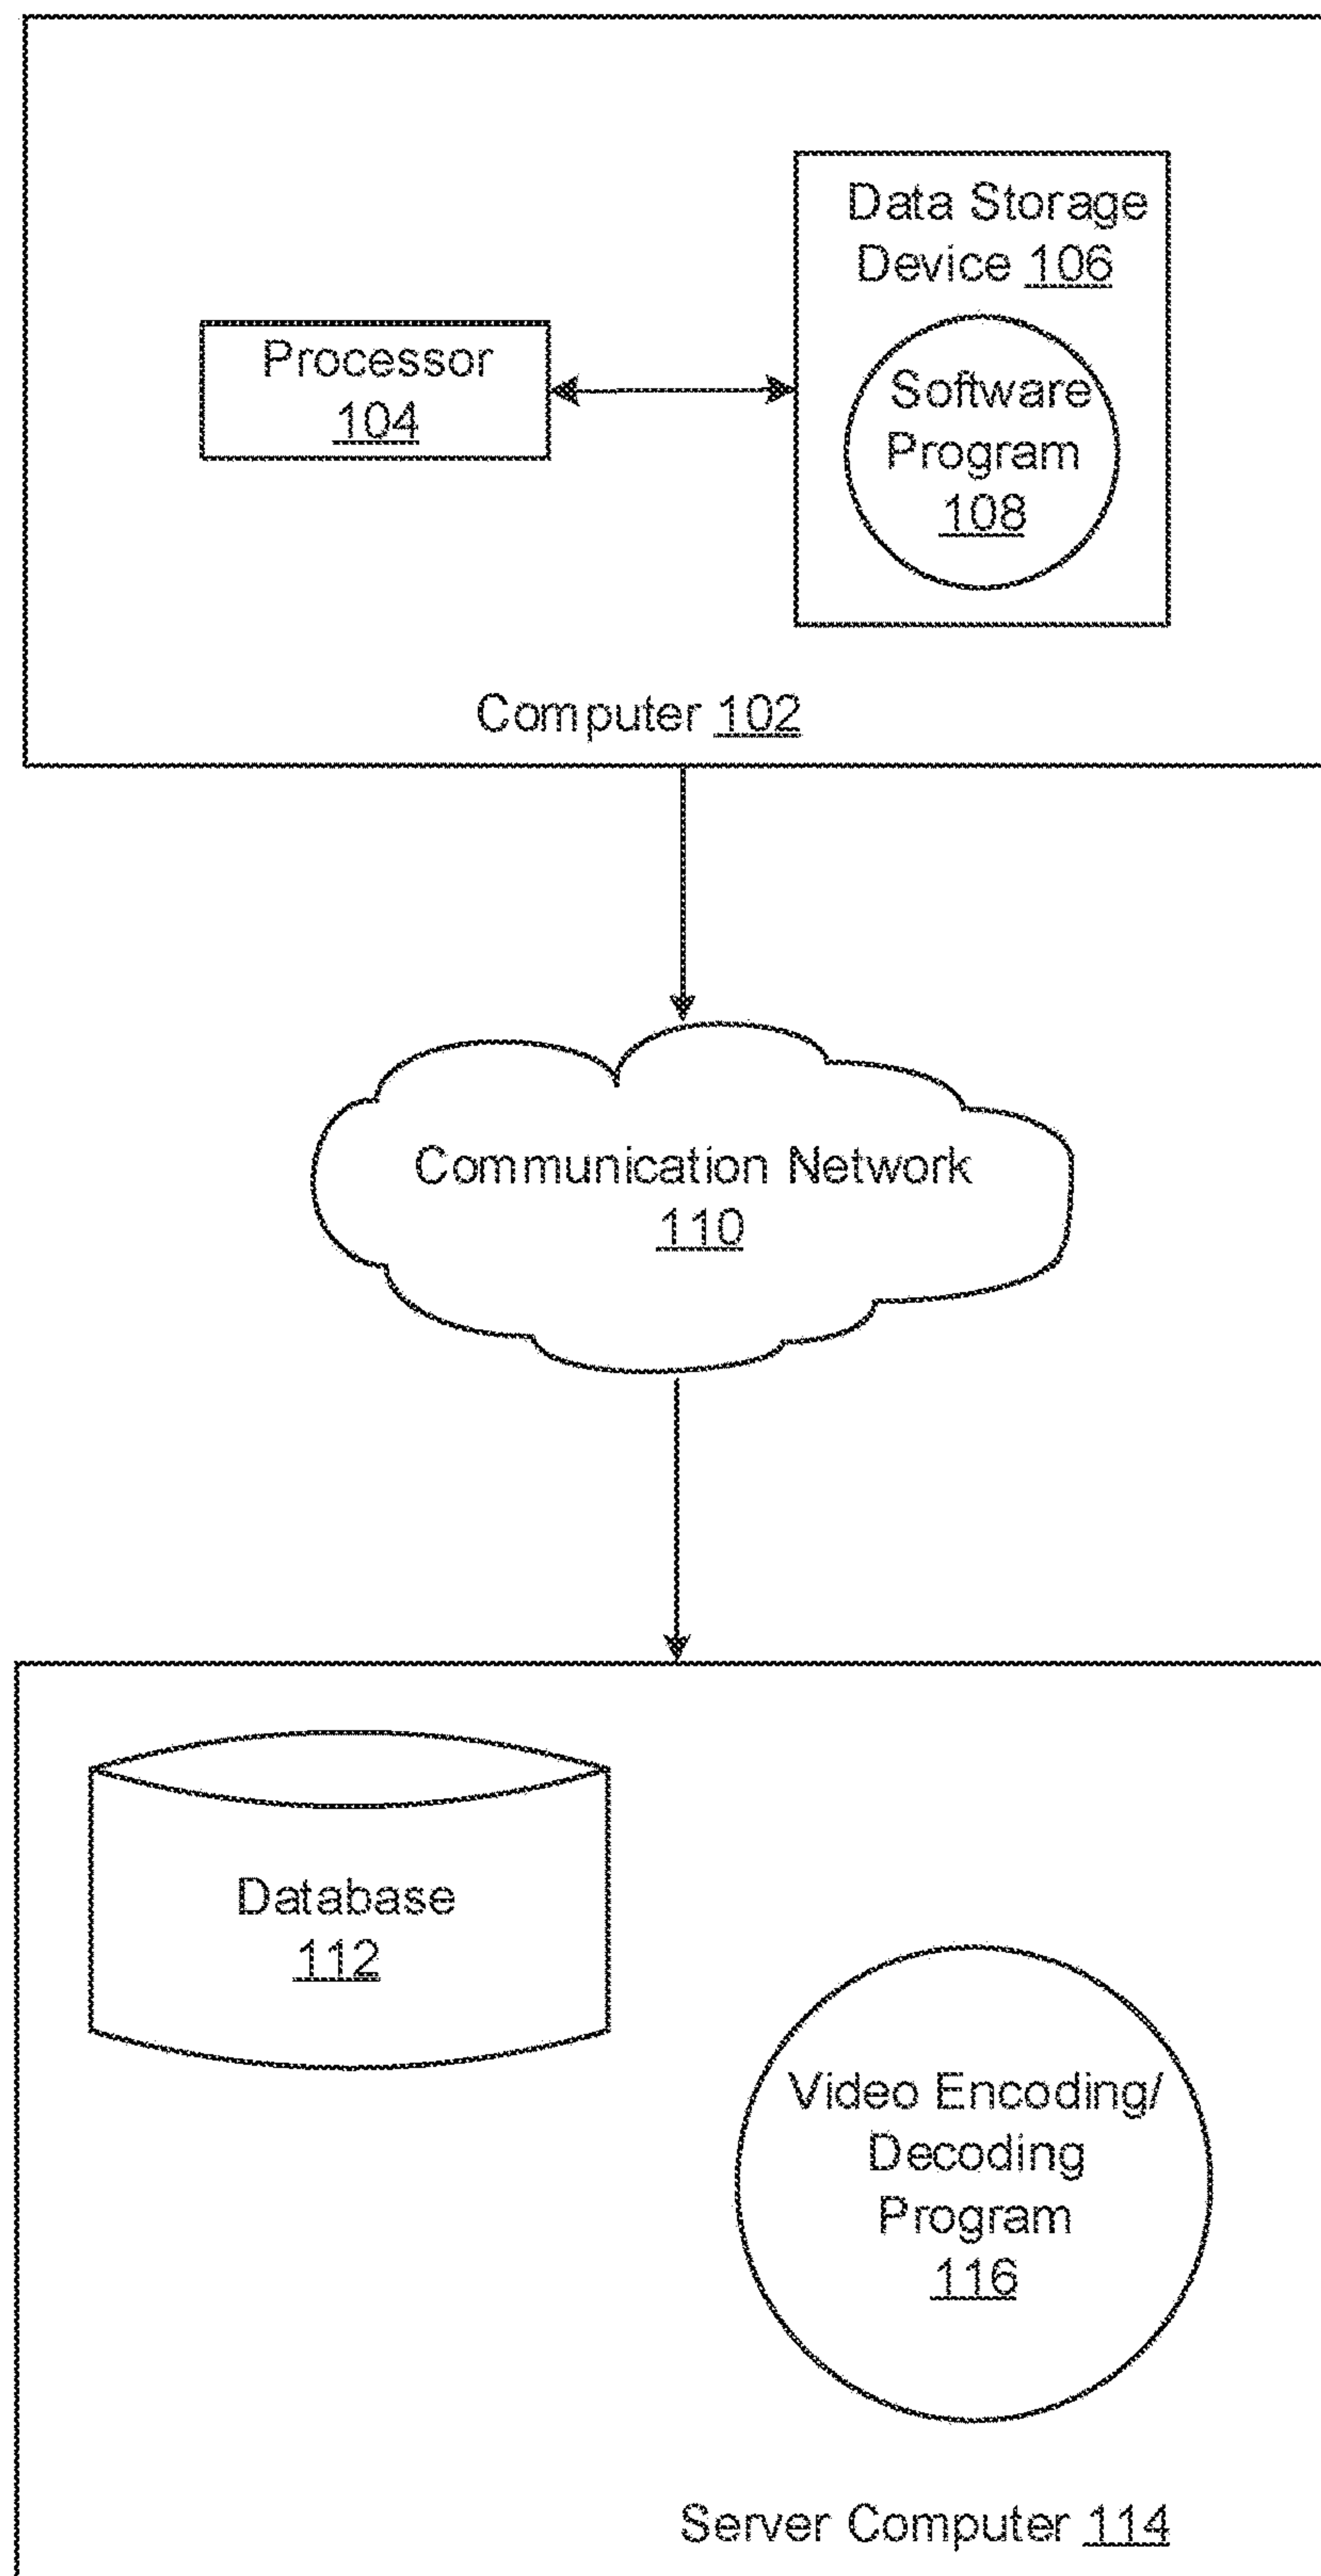 Data Storage
Device 106
Processor
104
Software
Program
108
Computer 102
Communication Network
110
Database
112
Video Encoding/
Decoding
Program
116
Server Computer 114